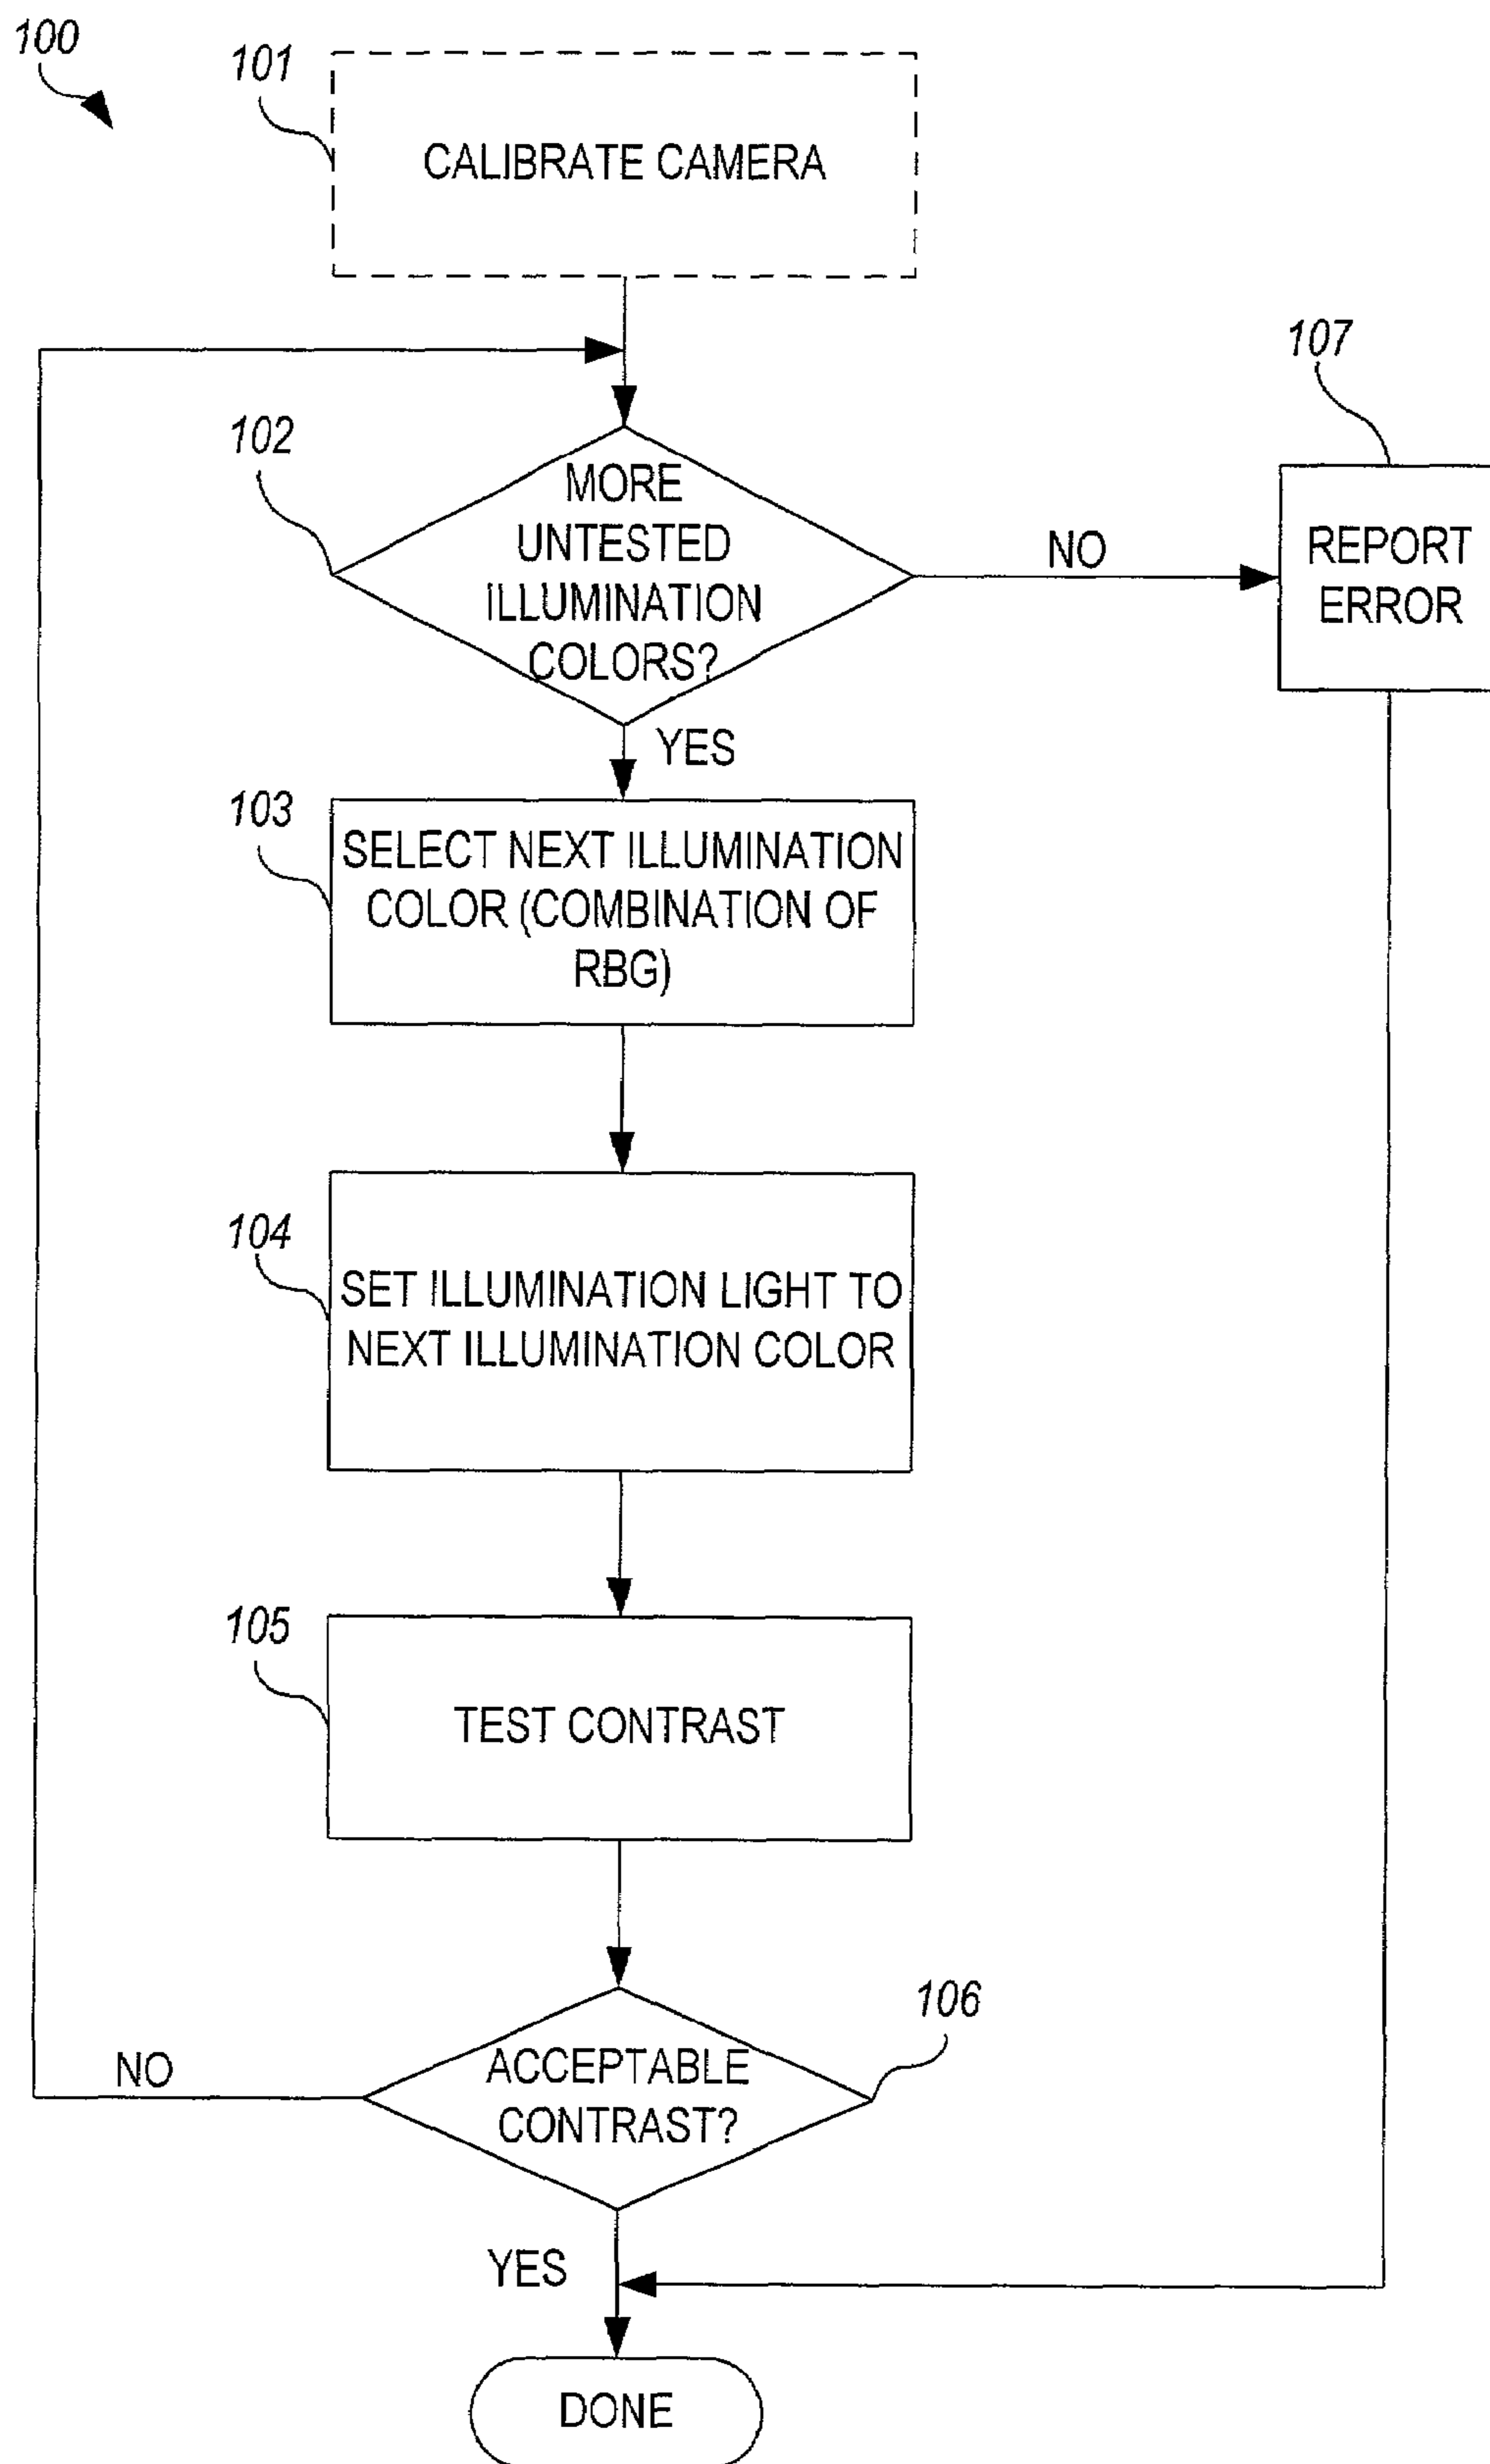 100
101
CALIBRATE CAMERA
107
102
MORE
UNTESTED
ILLUMINATION
COLORS?
NO
REPORT
ERROR
YES
103
SELECT NEXT ILLUMINATION
COLOR (COMBINATION OF
RBG)
104
SET ILLUMINATION LIGHT TO
NEXT ILLUMINATION COLOR
105
TEST CONTRAST
106
NO
ACCEPTABLE
CONTRAST?
YES
DONE